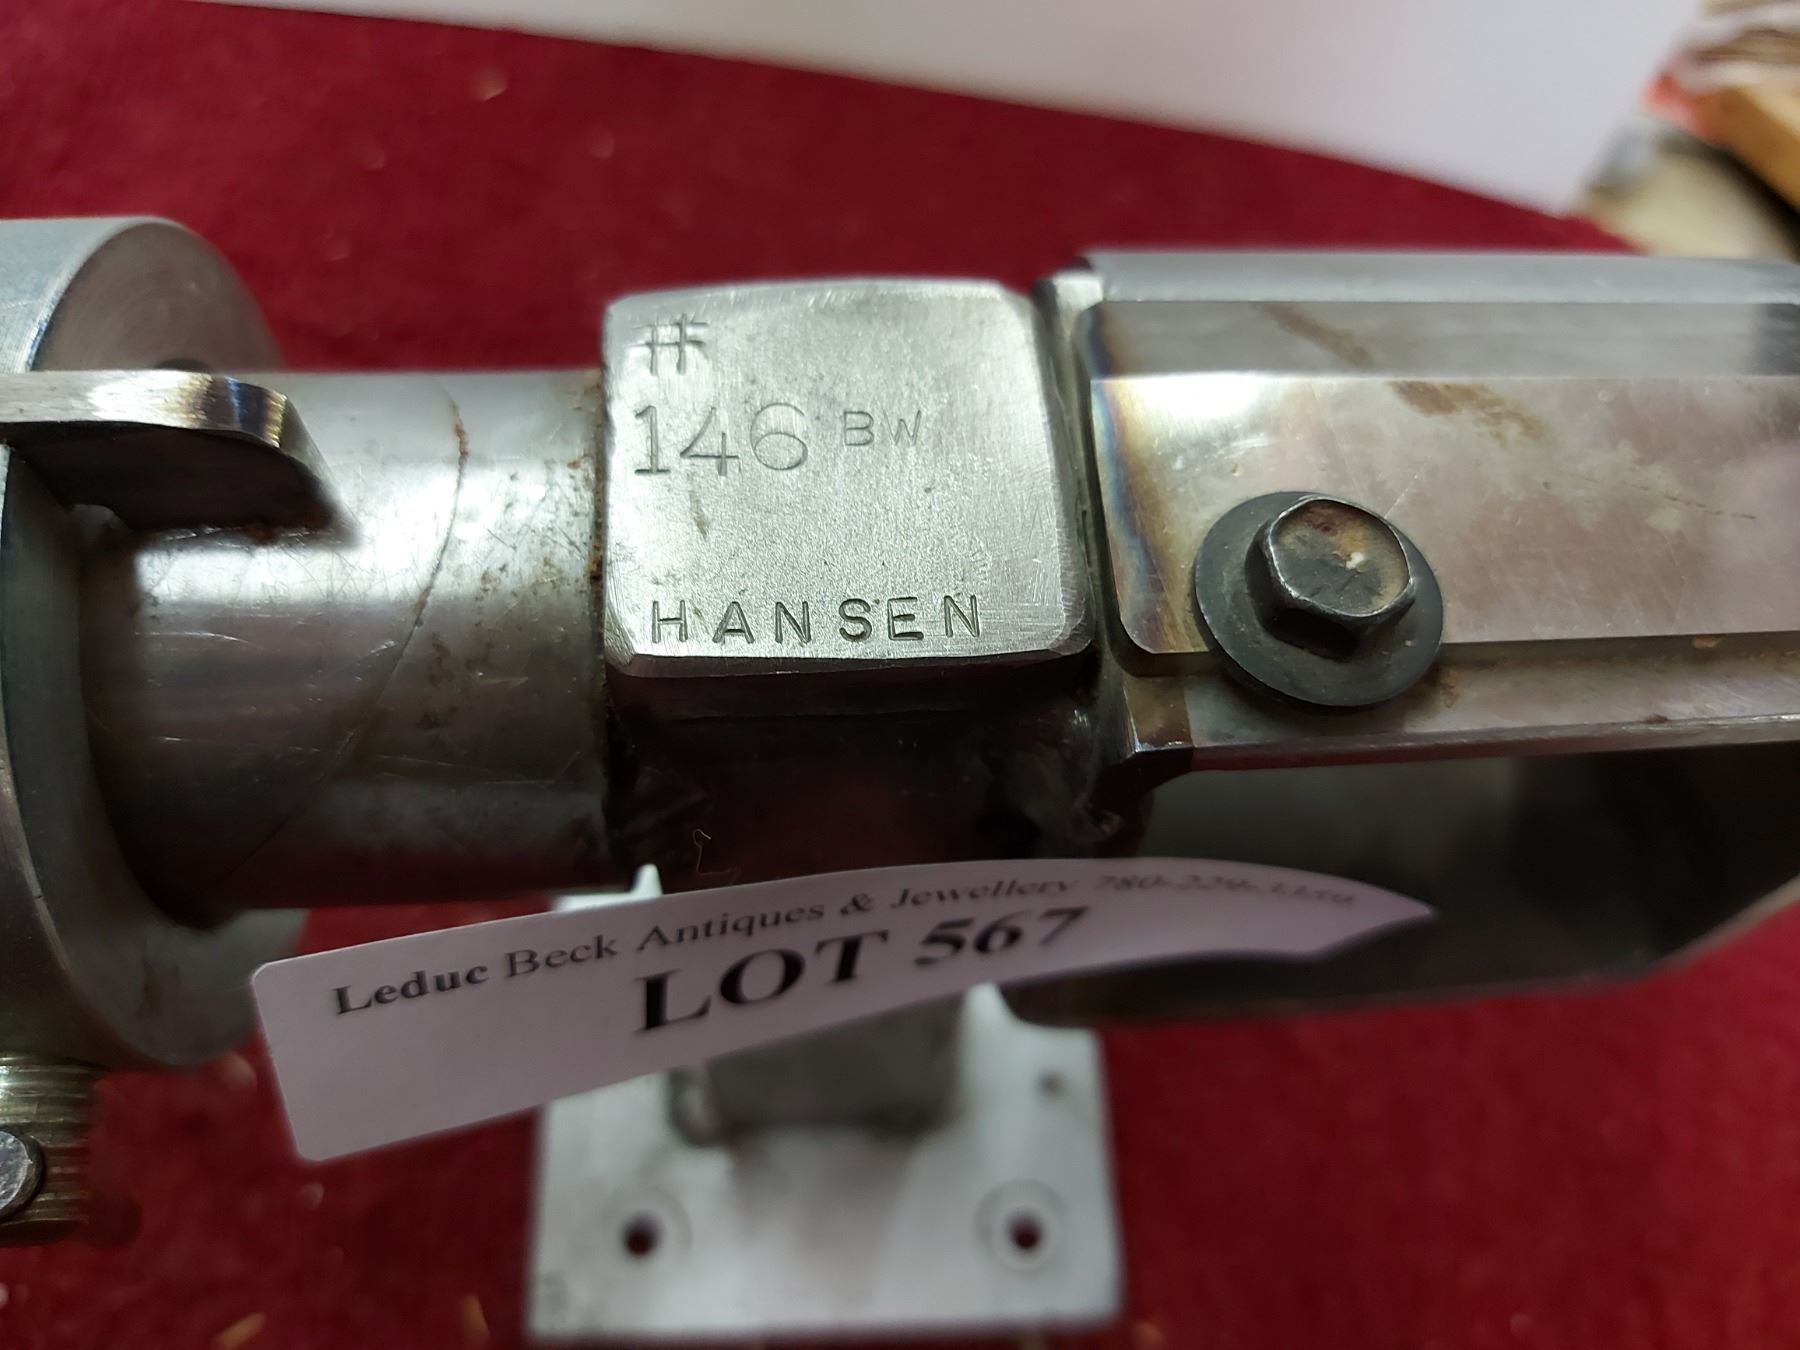 #
146 BW
HANSEN
Leduc Beck Antiques & Jewellery
LOT 567